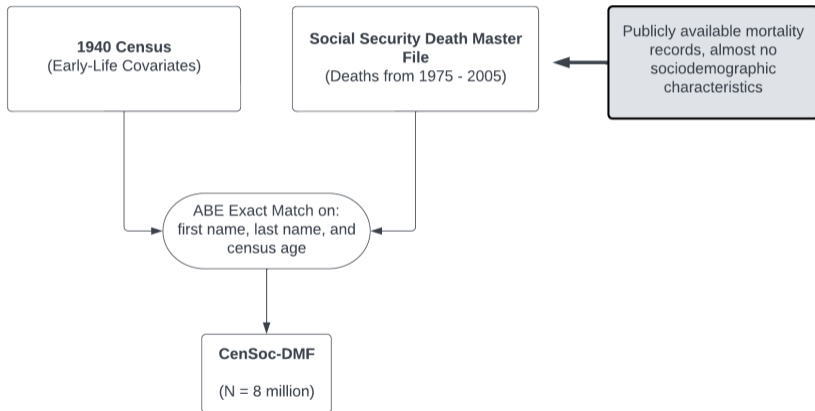 1940 Census
(Early-Life Covariates)
Social Security Death Master
File
(Deaths from 1975 - 2005)
Publicly available mortality
records, almost no
sociodemographic
characteristics
ABE Exact Match on:
first name, last name, and
census age
CenSoc-DMF
(N = 8 million)